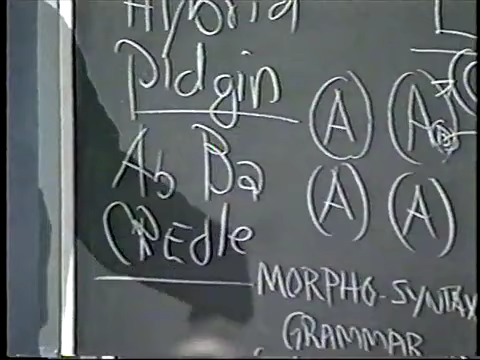 Hybrid
Pidgin
Ab Ba
(A) (A)
(A) (A)
CREole
MORPHO-SYNTAX
GRAMMAR